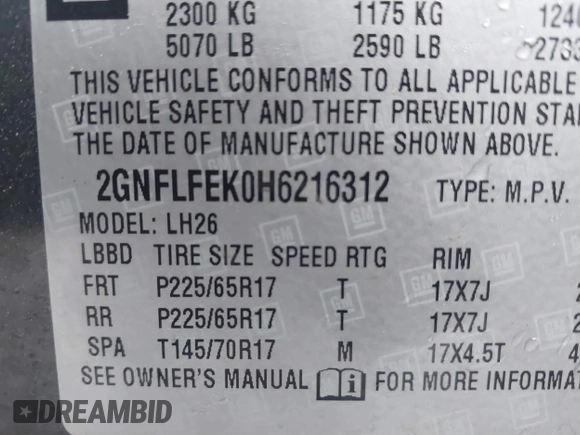 2300 KG 1175 KG
5070 LB 2590 LB
THIS VEHICLE CONFORMS TO ALL APPLICABLE
VEHICLE SAFETY AND THEFT PREVENTION
THE DATE OF MANUFACTURE SHOWN ABOVE.
2GNFLFEK0H6216312 TYPE: M.P.V.
MODEL: LH26
LBBD TIRE SIZE SPEED RTG RIM
FRT P225/65R17 T 17X7J
RR P225/65R17 T 17X7J
SPA T145/70R17 M 17X4.5T
SEE OWNER'S MANUAL i FOR MORE
DREAMBID